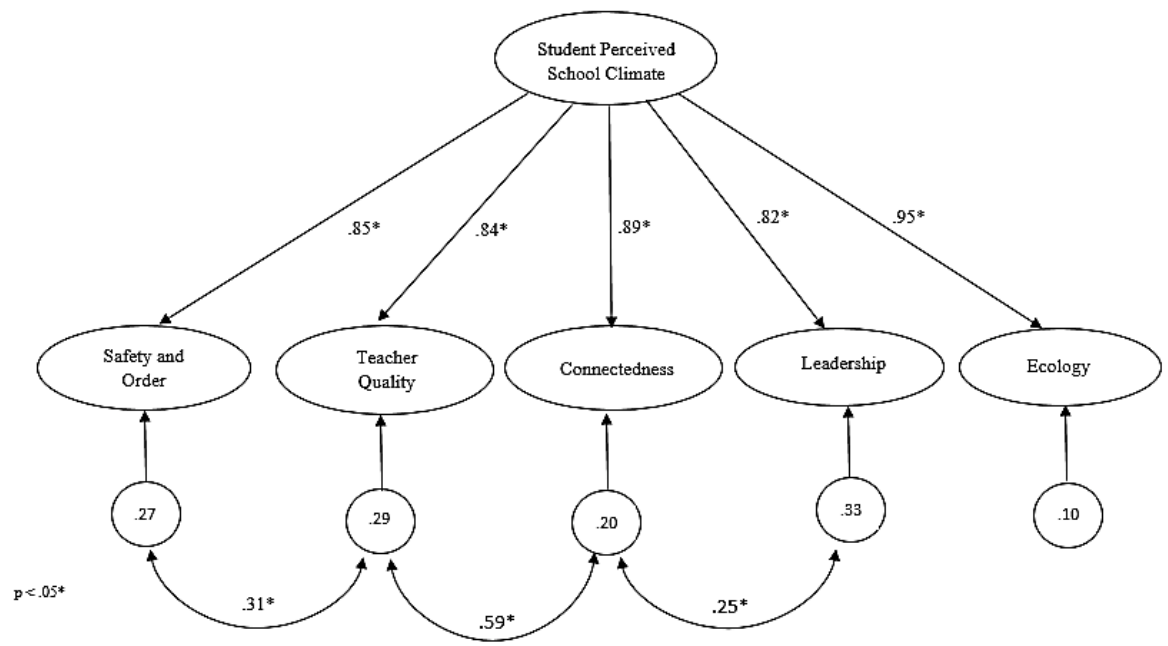 Student Perceived
School Climate
.85*
.84*
.89*
.82*
.95*
Safety and
Order
Teacher
Quality
Connectedness
Leadership
Ecology
.27
.29
.20
.33
.10
p < .05*
.31*
.59*
.25*